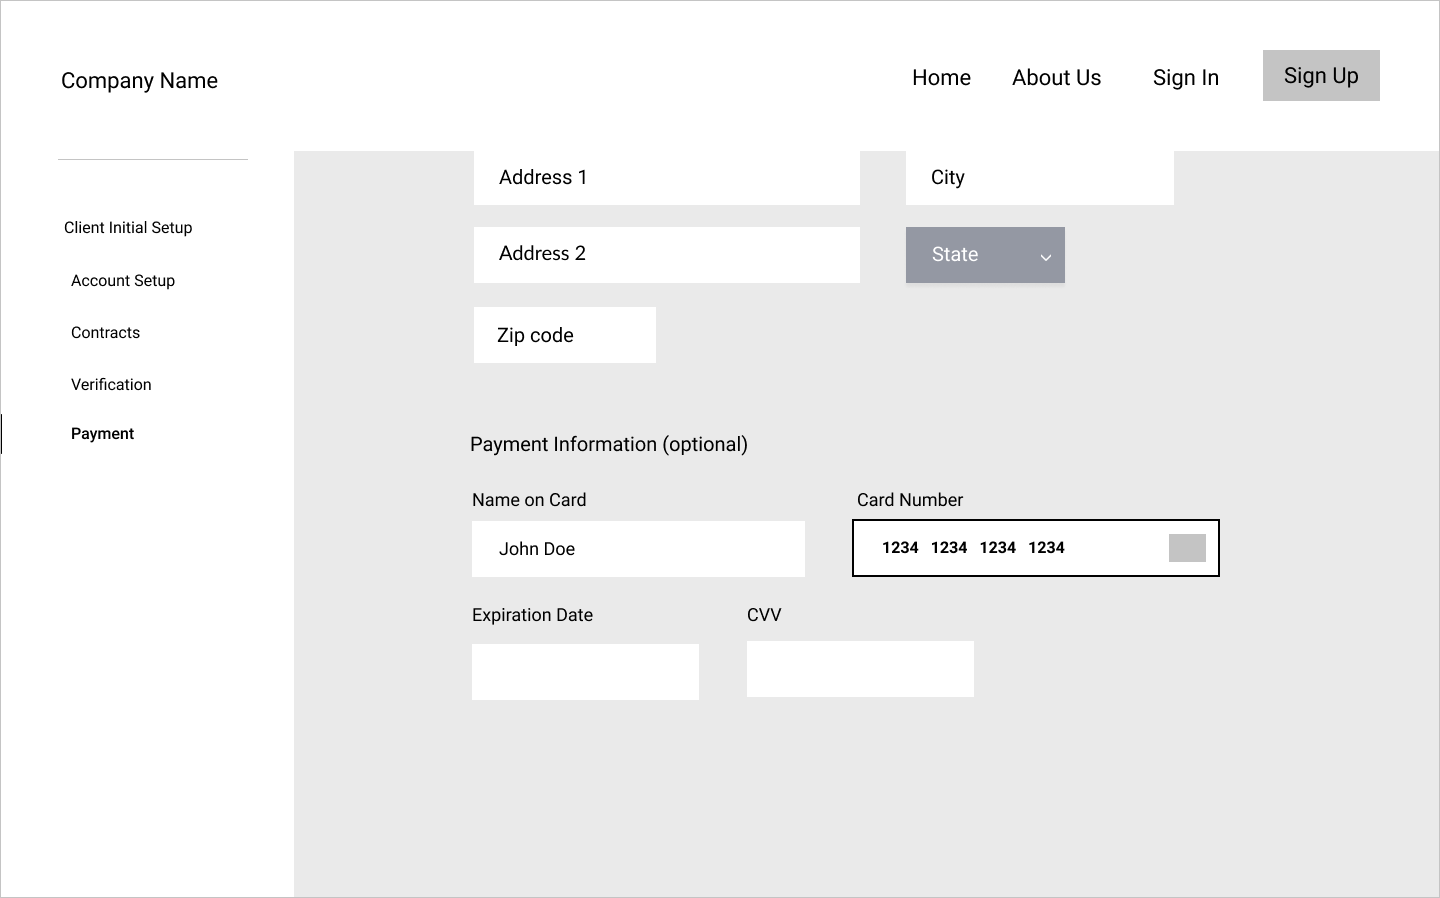 Company Name
Home
About Us
Sign In
Sign Up
Client Initial Setup
Account Setup
Contracts
Verification
Payment
Address 1
City
Address 2
State
Zip code
Payment Information (optional)
Name on Card
Card Number
John Doe
1234 1234 1234 1234
Expiration Date
CVV